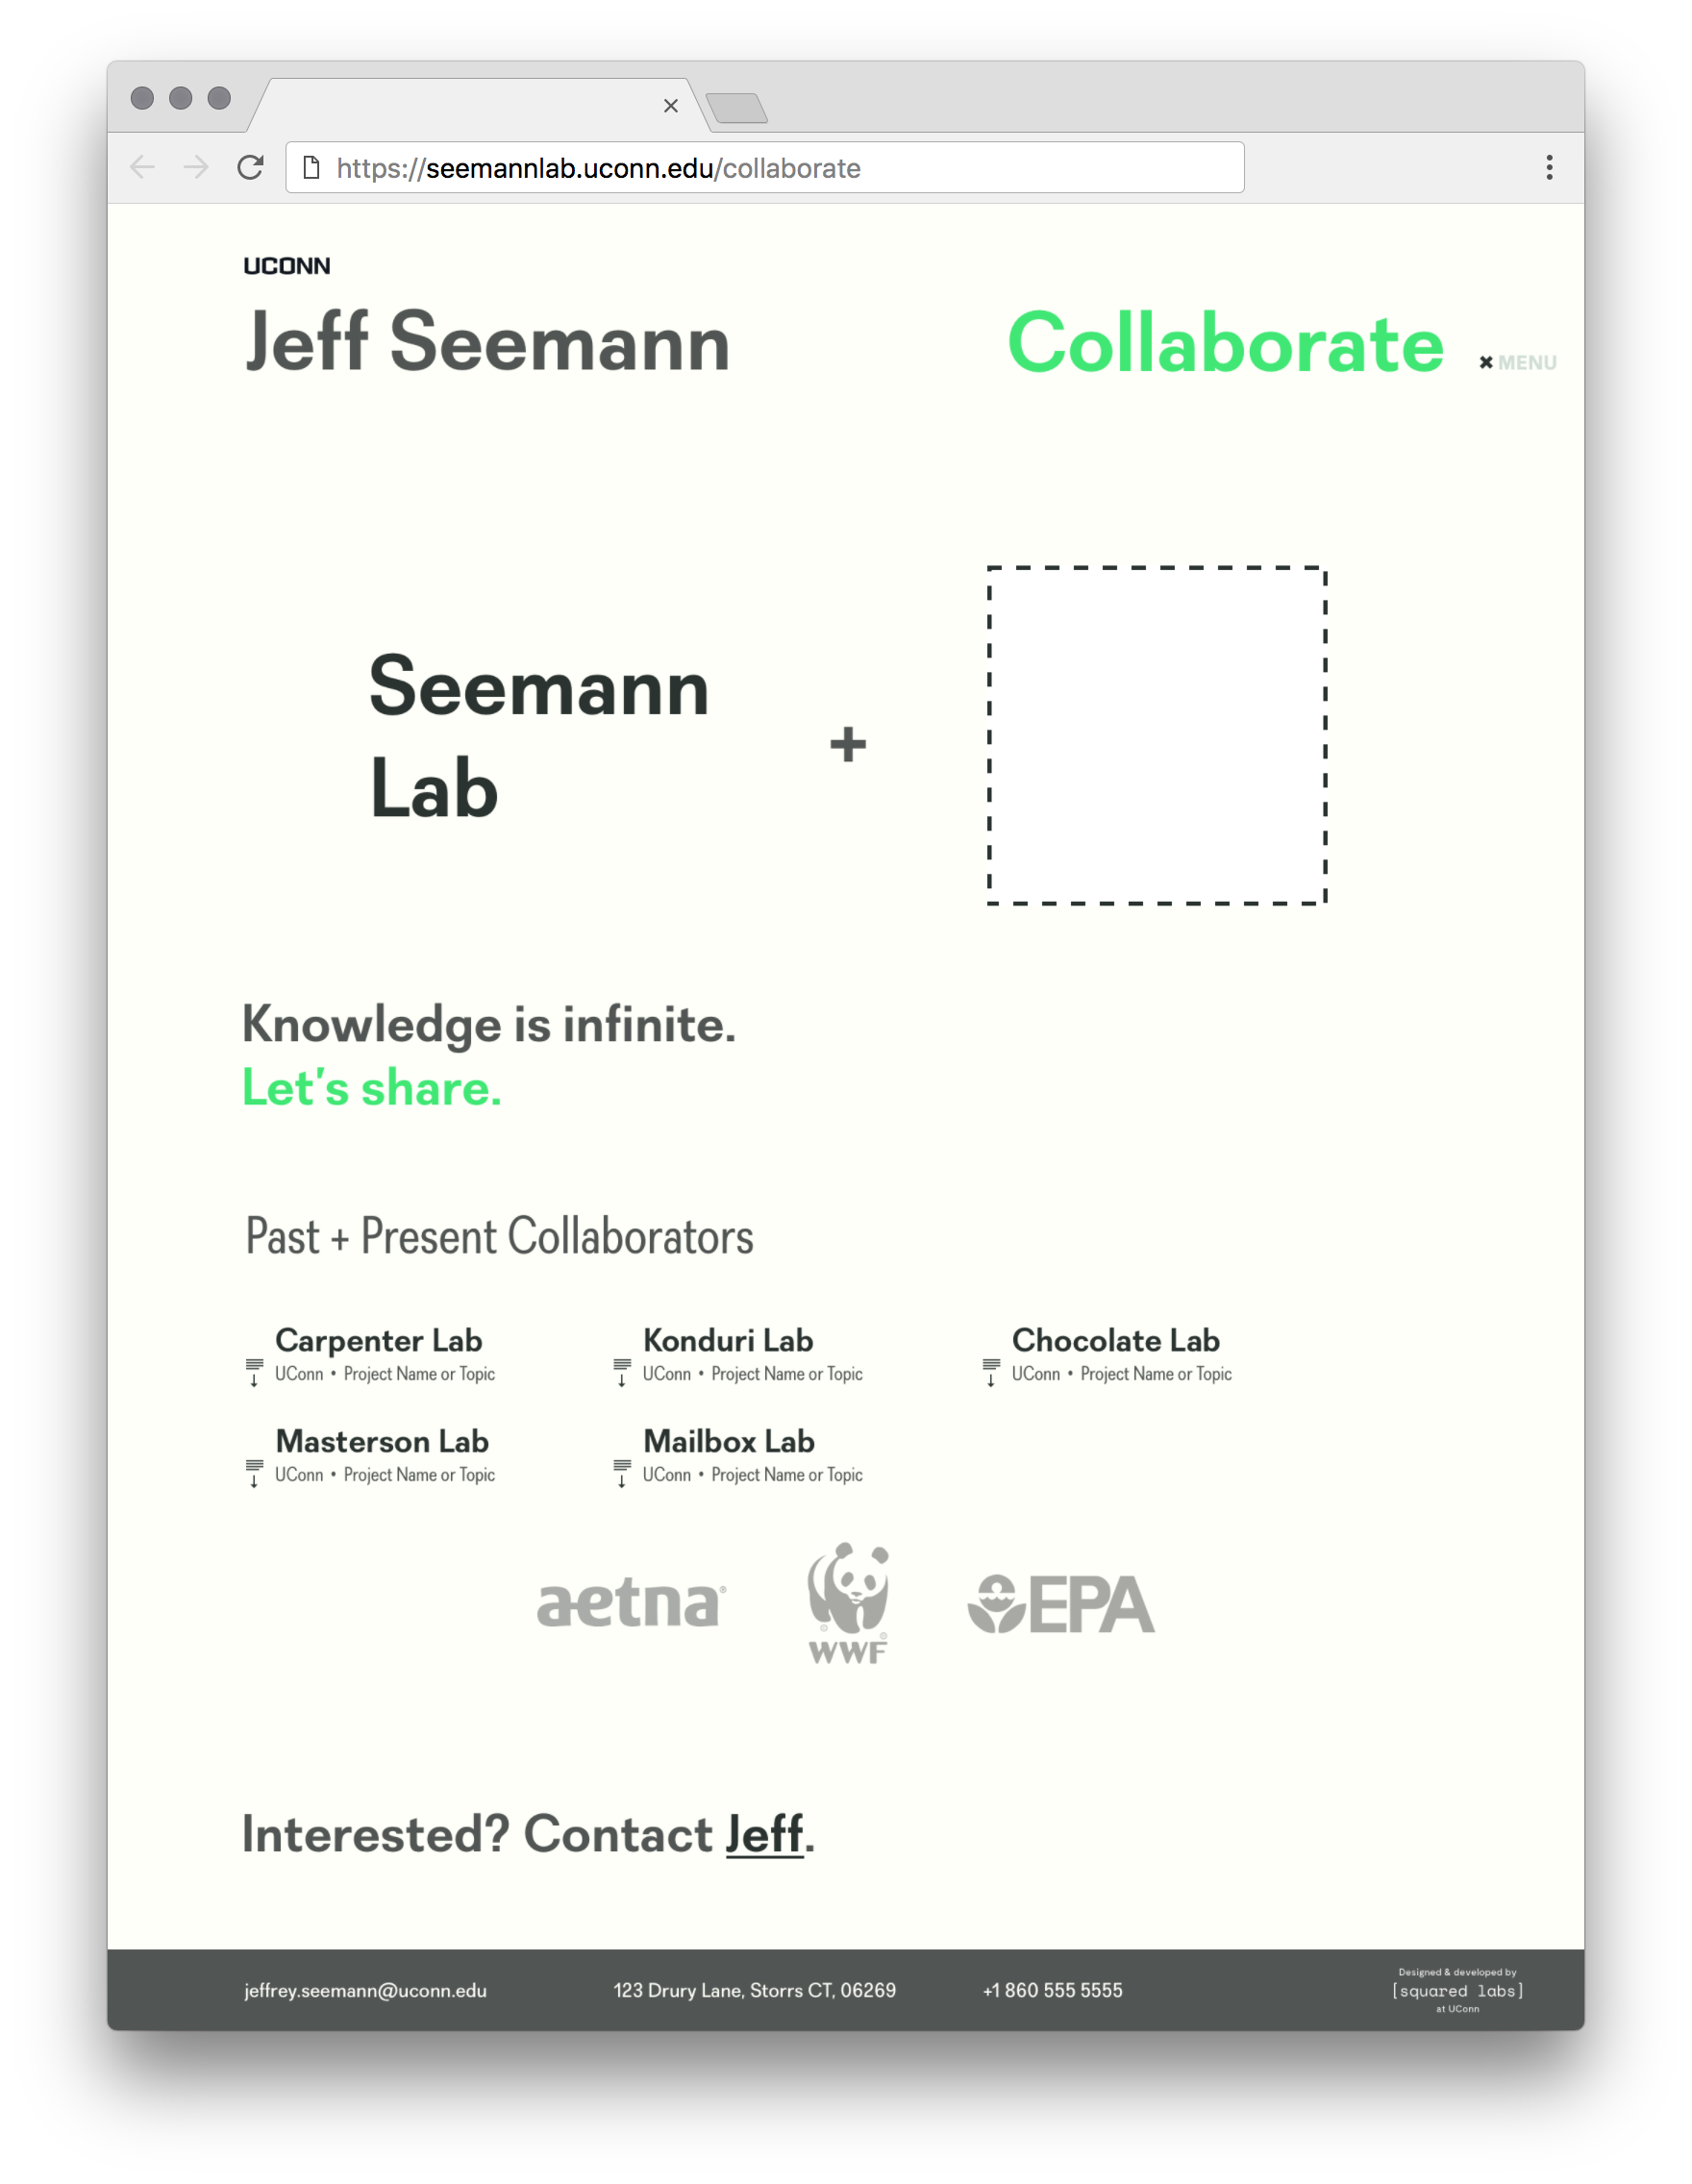 https://seemannlab.uconn.edu/collaborate
UCONN
Jeff Seemann
Collaborate
MENU
Seemann
Lab
+
Knowledge is infinite.
Let's share.
Past + Present Collaborators
Carpenter Lab
UConn • Project Name or Topic
Konduri Lab
UConn • Project Name or Topic
Chocolate Lab
UConn • Project Name or Topic
Masterson Lab
UConn • Project Name or Topic
Mailbox Lab
UConn • Project Name or Topic
aetna®
WWF
EPA
Interested? Contact Jeff.
jeffrey.seemann@uconn.edu
123 Drury Lane, Storrs CT, 06269
+1 860 555 5555
Designed & developed by
[squared labs]
at UConn